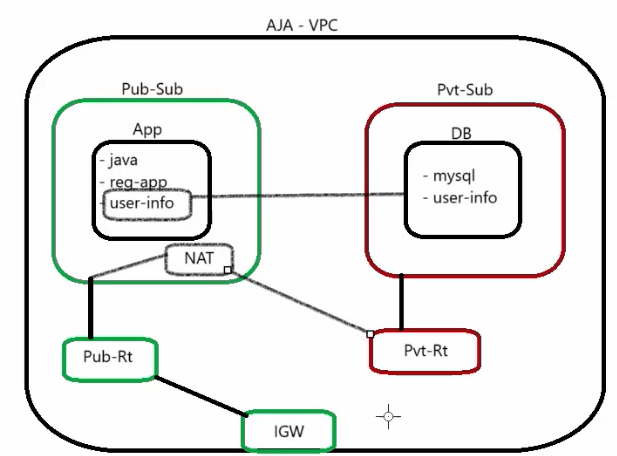 AJA - VPC
Pub-Sub
App
- java
- reg-app
- user-info
NAT
Pvt-Sub
DB
- mysql
- user-info
Pub-Rt
Pvt-Rt
IGW